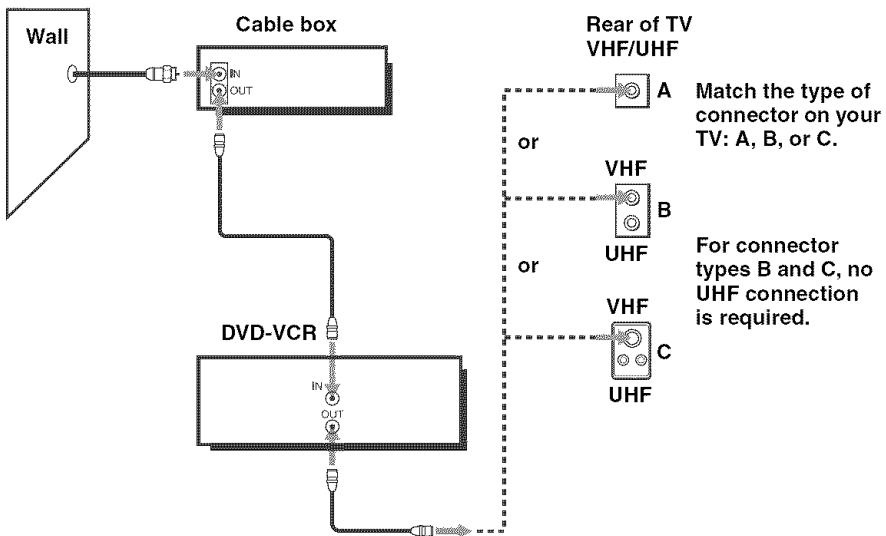 Wall
Cable box
IN
OUT
DVD-VCR
IN
OUT
Rear of TV
VHF/UHF
A
Match the type of
connector on your
TV: A, B, or C.
or
VHF
B
UHF
For connector
types B and C, no
UHF connection
is required.
or
VHF
C
UHF